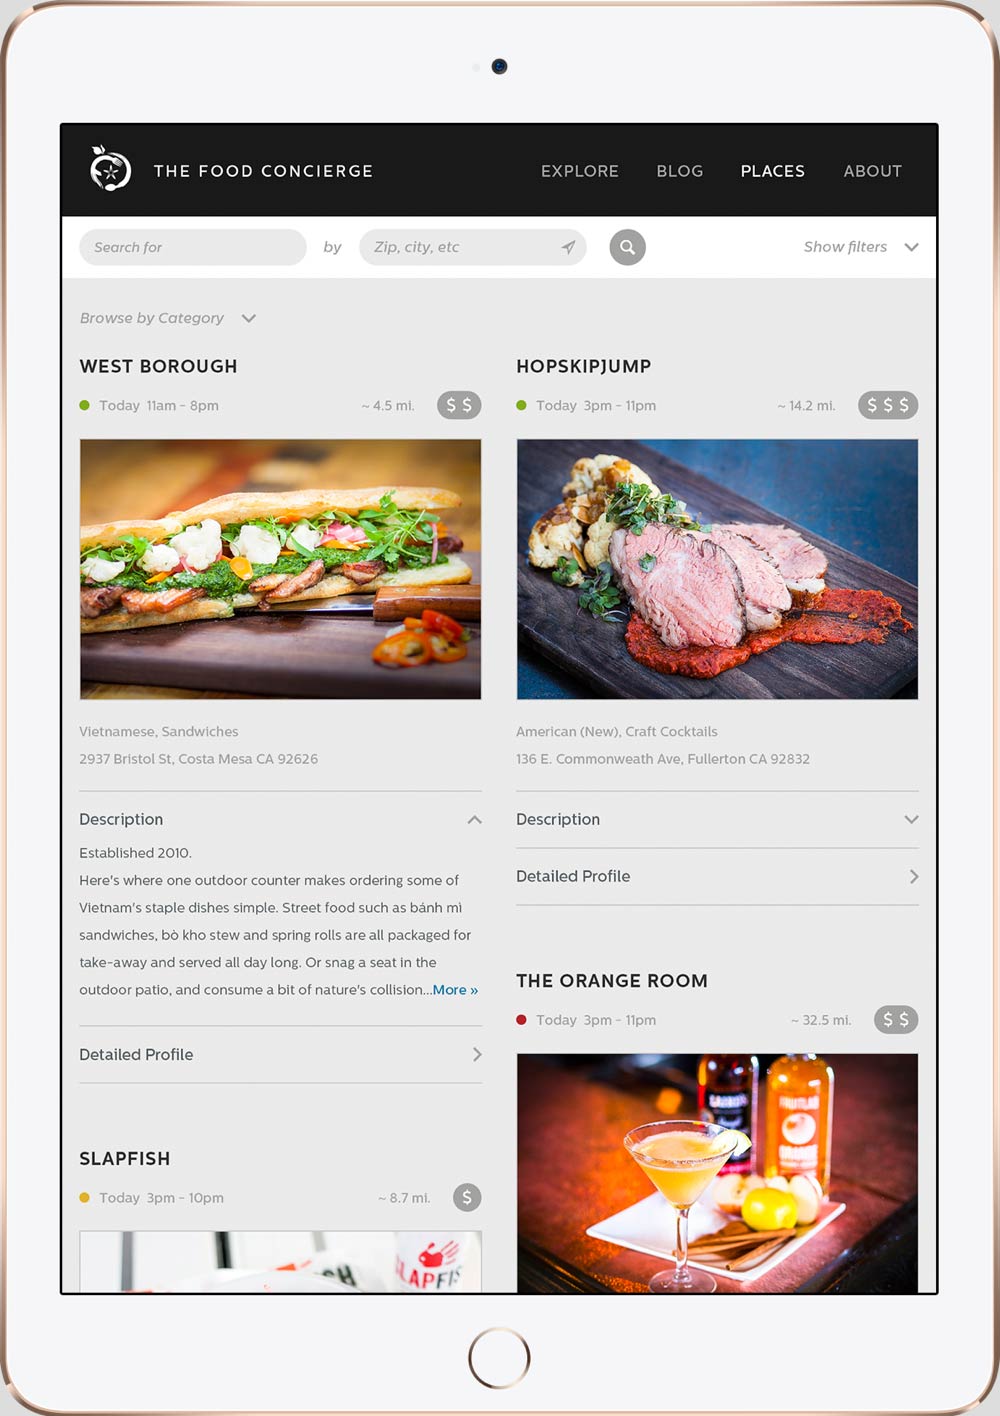 THE FOOD CONCIERGE
EXPLORE
BLOG
PLACES
ABOUT
Search for
by
Zip, city, etc
Show filters
Browse by Category
WEST BOROUGH
Today 11am - 8pm
~ 4.5 mi.
$ $
Vietnamese, Sandwiches
2937 Bristol St, Costa Mesa CA 92626
Description
Established 2010.
Here's where one outdoor counter makes ordering some of
Vietnam's staple dishes simple. Street food such as bánh mì
sandwiches, bò kho stew and spring rolls are all packaged for
take-away and served all day long. Or snag a seat in the
outdoor patio, and consume a bit of nature's collision...More »
Detailed Profile
SLAPFISH
Today 3pm - 10pm
~ 8.7 mi.
$
HOPSKIPJUMP
Today 3pm - 11pm
~ 14.2 mi.
$ $ $
American (New), Craft Cocktails
136 E. Commonweath Ave, Fullerton CA 92832
Description
Detailed Profile
THE ORANGE ROOM
Today 3pm - 11pm
~ 32.5 mi.
$ $
FRUITLAB